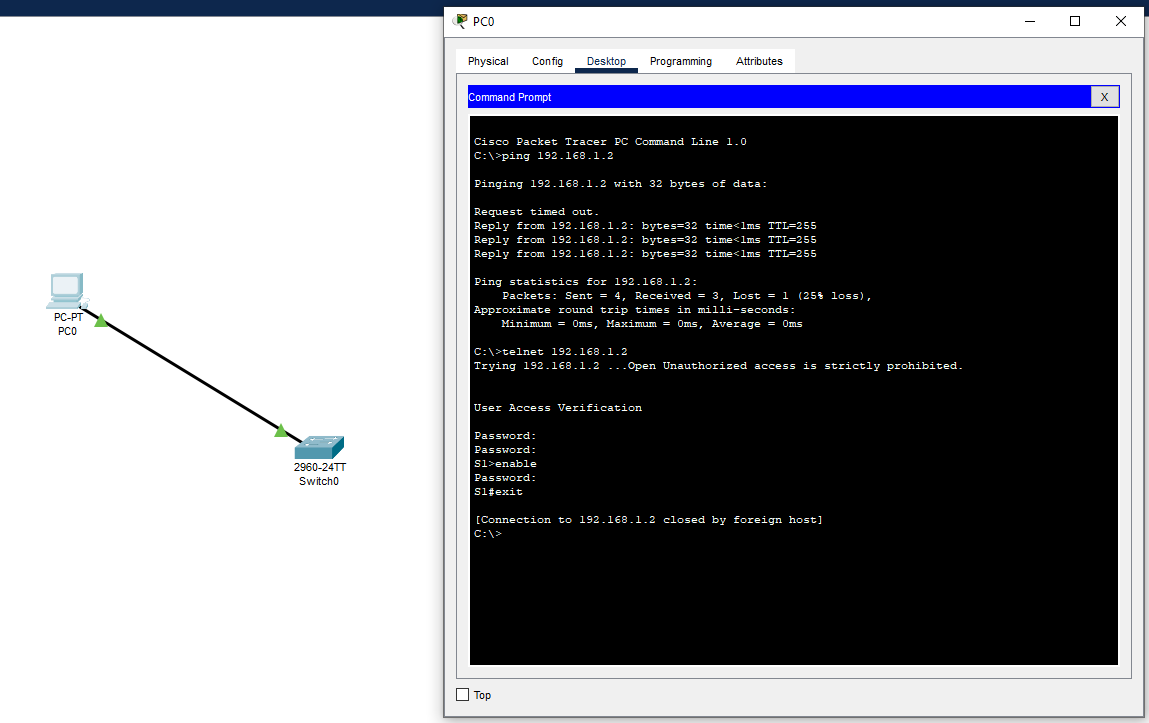 PC0
Physical Config Desktop Programming Attributes
Command Prompt X
Cisco Packet Tracer PC Command Line 1.0
C:\>ping 192.168.1.2
Pinging 192.168.1.2 with 32 bytes of data:
Request timed out.
Reply from 192.168.1.2: bytes=32 time<1ms TTL=255
Reply from 192.168.1.2: bytes=32 time<1ms TTL=255
Reply from 192.168.1.2: bytes=32 time<1ms TTL=255
Ping statistics for 192.168.1.2:
Packets: Sent = 4, Received = 3, Lost = 1 (25% loss),
Approximate round trip times in milli-seconds:
Minimum = 0ms, Maximum = 0ms, Average = 0ms
C:\>telnet 192.168.1.2
Trying 192.168.1.2 ...Open Unauthorized access is strictly prohibited.
User Access Verification
Password:
Password:
S1>enable
Password:
S1#exit
[Connection to 192.168.1.2 closed by foreign host]
C:\>
Top
PC-PT
PC0
2960-24TT
Switch0